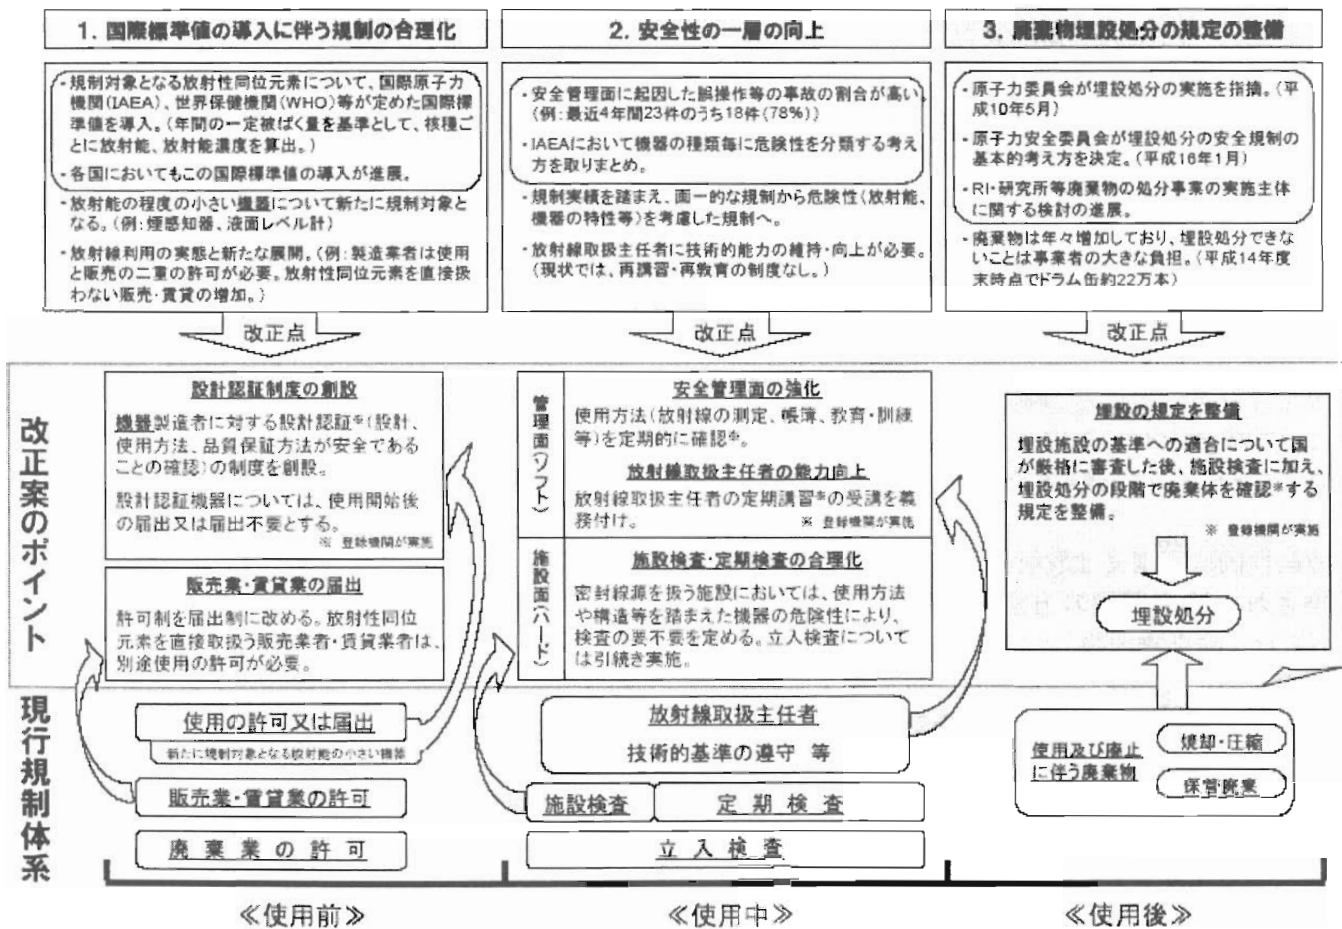 1. 国際標準値の導入に伴う規制の合理化
・規制対象となる放射性同位元素について、国際原子力
機関(IAEA)、世界保健機関(WHO)等が定めた国際標
準値を導入。(年間の一定被ばく量を基準として、核種ご
とに放射能、放射能濃度を算出。)
・各国においてもこの国際標準値の導入が進展。
・放射能の程度の小さい機器について新たに規制対象と
なる。(例:煙感知器、液面レベル計)
・放射線利用の実態と新たな展開。(例:製造業者は使用
と販売の二重の許可が必要。放射性同位元素を直接扱
わない販売・賃貸の増加。)
2. 安全性の一層の向上
・安全管理面に起因した誤操作等の事故の割合が高い。
(例:最近4年間23件のうち18件(78%))
・IAEAにおいて機器の種類毎に危険性を分類する考え
方を取りまとめ。
・規制実績を踏まえ、画一的な規制から危険性(放射能、
機器の特性等)を考慮した規制へ。
・放射線取扱主任者に技術的能力の維持・向上が必要。
(現状では、再講習・再教育の制度なし。)
3. 廃棄物埋設処分の規定の整備
・原子力委員会が埋設処分の実施を指摘。(平
成10年5月)
・原子力安全委員会が埋設処分の安全規制の
基本的考え方を決定。(平成16年1月)
・RI・研究所等廃棄物の処分事業の実施主体
に関する検討の進展。
・廃棄物は年々増加しており、埋設処分できな
いことは事業者の大きな負担。(平成14年度
末時点でドラム缶約22万本)
改正点
改正点
改正点
改正案のポイント
設計認証制度の創設
機器製造者に対する設計認証※(設計、
使用方法、品質保証方法が安全である
ことの確認)の制度を創設。
設計認証機器については、使用開始後
の届出又は届出不要とする。
※ 登録機関が実施
販売業・賃貸業の届出
許可制を届出制に改める。放射性同位
元素を直接取扱う販売業者・賃貸業者は、
別途使用の許可が必要。
管理面(ソフト)
安全管理面の強化
使用方法(放射線の測定、帳簿、教育・訓練
等)を定期的に確認※。
放射線取扱主任者の能力向上
放射線取扱主任者の定期講習※の受講を義
務付け。
※ 登録機関が実施
施設面(ハード)
施設検査・定期検査の合理化
密封線源を扱う施設においては、使用方法
や構造等を踏まえた機器の危険性により、
検査の要不要を定める。立入検査について
は引続き実施。
埋設の規定を整備
埋設施設の基準への適合について国
が厳格に審査した後、施設検査に加え、
埋設処分の段階で廃棄体を確認※する
規定を整備。
※ 登録機関が実施
埋設処分
現行規制体系
使用の許可又は届出
新たに規制対象となる放射能の小さい機器
販売業・賃貸業の許可
廃棄業の許可
放射線取扱主任者
技術的基準の遵守 等
施設検査
定期検査
立入検査
使用及び廃止
に伴う廃棄物
焼却・圧縮
保管廃棄
≪使用前≫
≪使用中≫
≪使用後≫